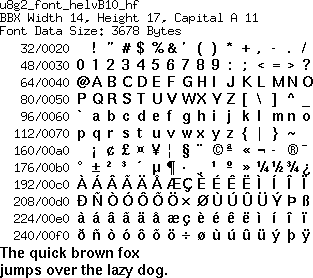 u8g2_font_helvB10_hf
BBX Width 14, Height 17, Capital A 11
Font Data Size: 3678 Bytes
32/0020 ! " # $ % & ' ( ) * + , - . /
48/0030 0 1 2 3 4 5 6 7 8 9 : ; < = > ?
64/0040 @ A B C D E F G H I J K L M N O
80/0050 P Q R S T U V W X Y Z [ \ ] ^ _
96/0060 ` a b c d e f g h i j k l m n o
112/0070 p q r s t u v w x y z { | } ~
160/00a0 ¡ ¢ £ ¤ ¥ ¦ § ¨ © ª « ¬ - ® ¯
176/00b0 ° ± ² ³ ´ µ ¶ · ¸ ¹ º » ¼ ½ ¾ ¿
192/00c0 À Á Â Ã Ä Å Æ Ç È É Ê Ë Ì Í Î Ï
208/00d0 Ð Ñ Ò Ó Ô Õ Ö × Ø Ù Ú Û Ü Ý Þ ß
224/00e0 à á â ã ä å æ ç è é ê ë ì í î ï
240/00f0 ð ñ ò ó ô õ ö ÷ ø ù ú û ü ý þ ÿ
The quick brown fox
jumps over the lazy dog.